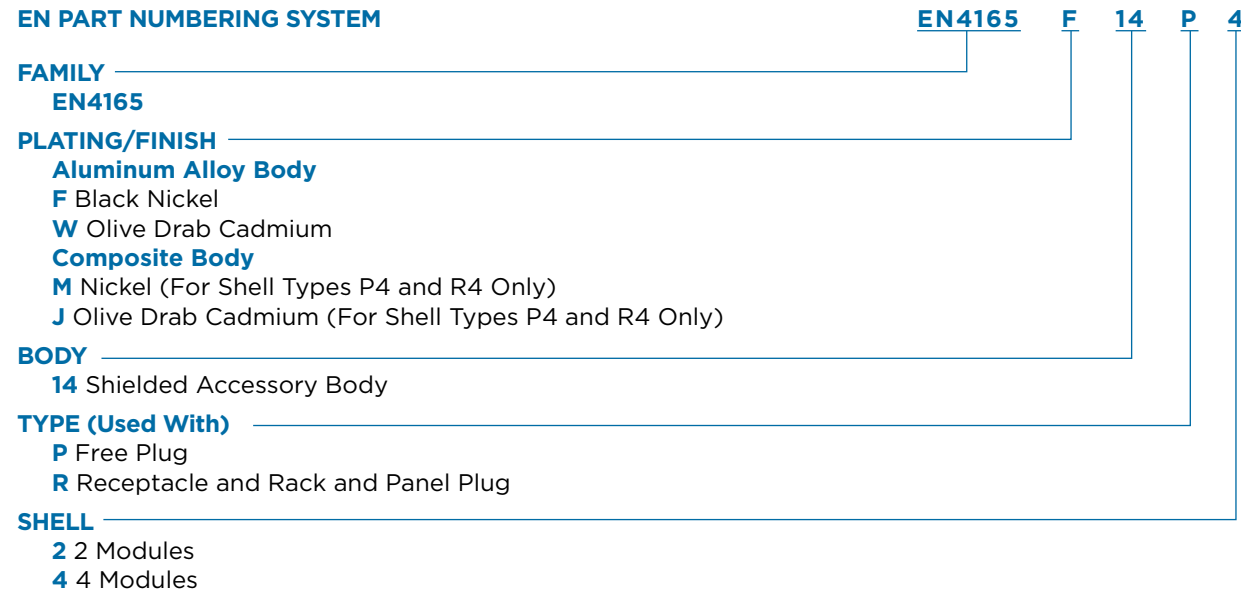 EN PART NUMBERING SYSTEM EN4165 F 14 P 4
FAMILY
EN4165
PLATING/FINISH
Aluminum Alloy Body
F Black Nickel
W Olive Drab Cadmium
Composite Body
M Nickel (For Shell Types P4 and R4 Only)
J Olive Drab Cadmium (For Shell Types P4 and R4 Only)
BODY
14 Shielded Accessory Body
TYPE (Used With)
P Free Plug
R Receptacle and Rack and Panel Plug
SHELL
2 2 Modules
4 4 Modules